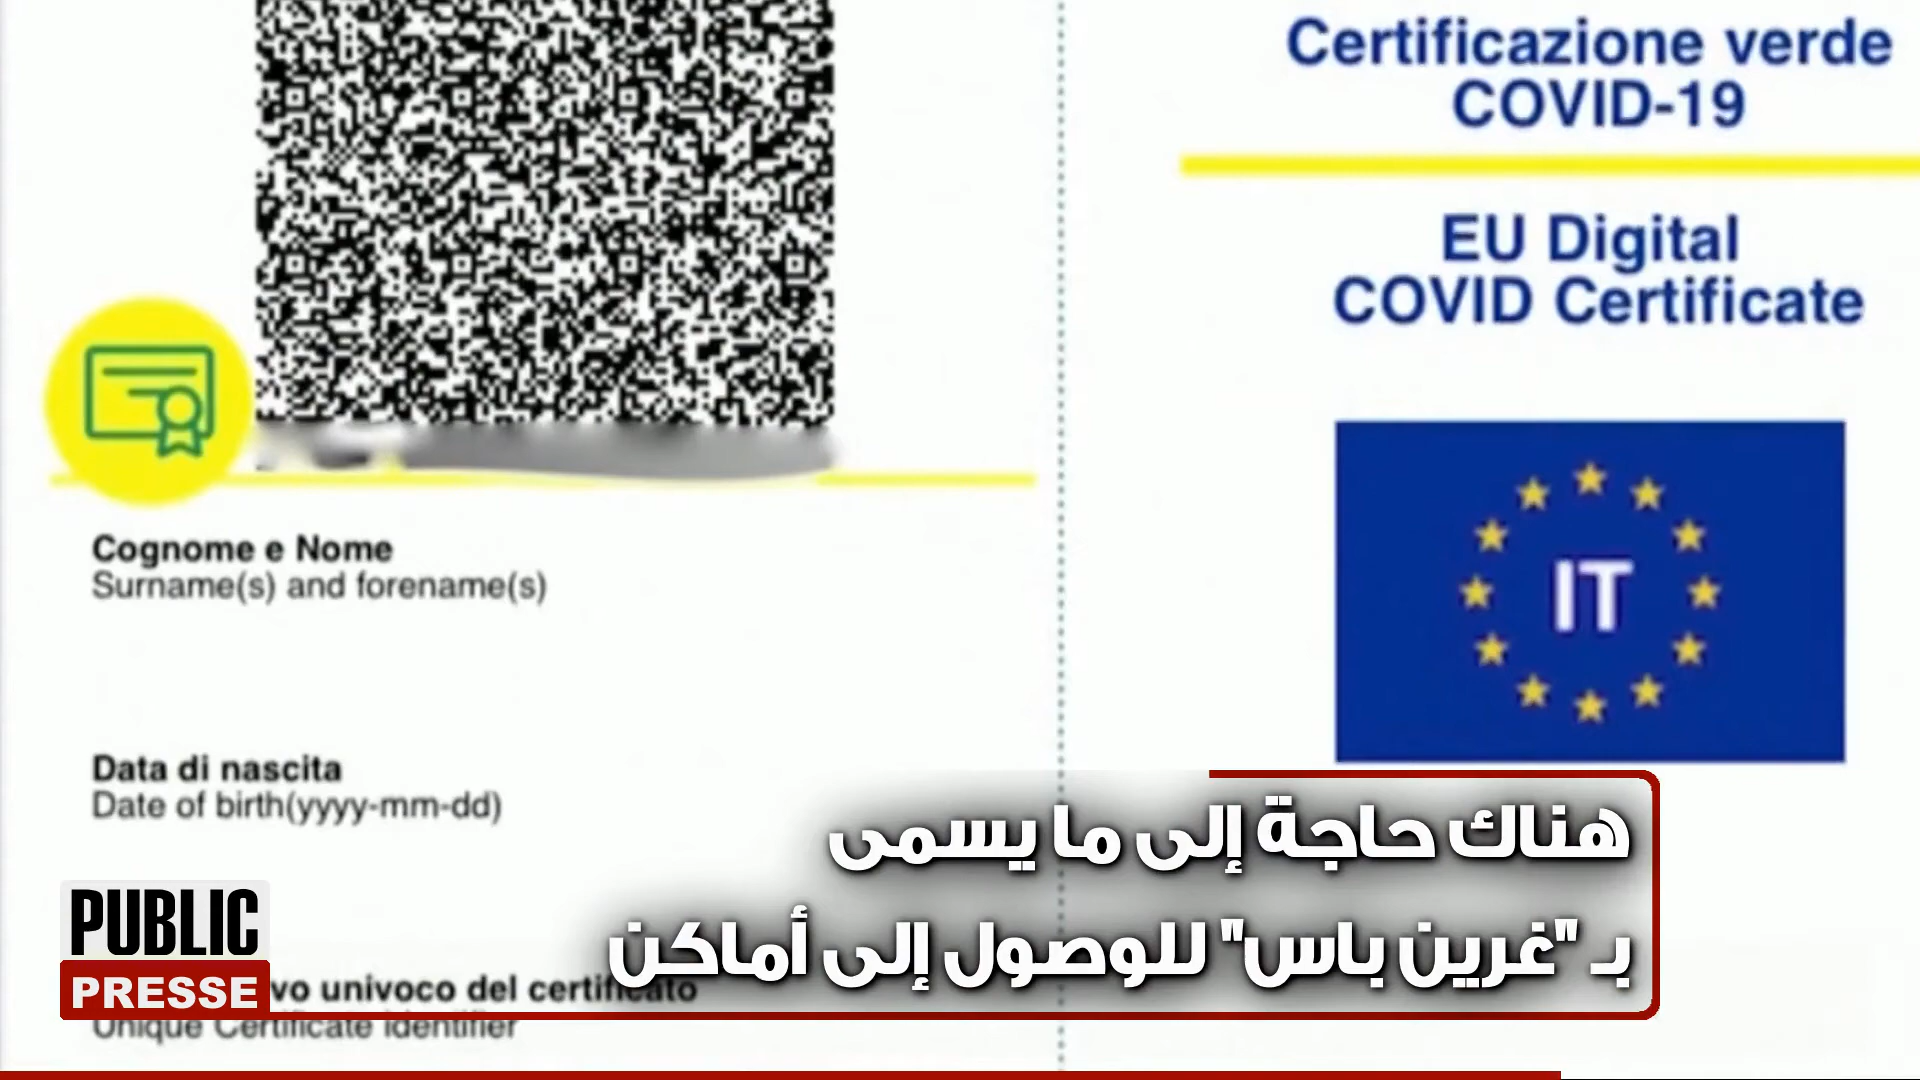 Certificazione verde
COVID-19
EU Digital
COVID Certificate
IT
Cognome e Nome
Surname(s) and forename(s)
Data di nascita
Date of birth(yyyy-mm-dd)
vo univoco del certificato
Unique Certificate identifier
هناك حاجة إلى ما يسمى
بـ "غرين باس" للوصول إلى أماكن
PUBLIC
PRESSE